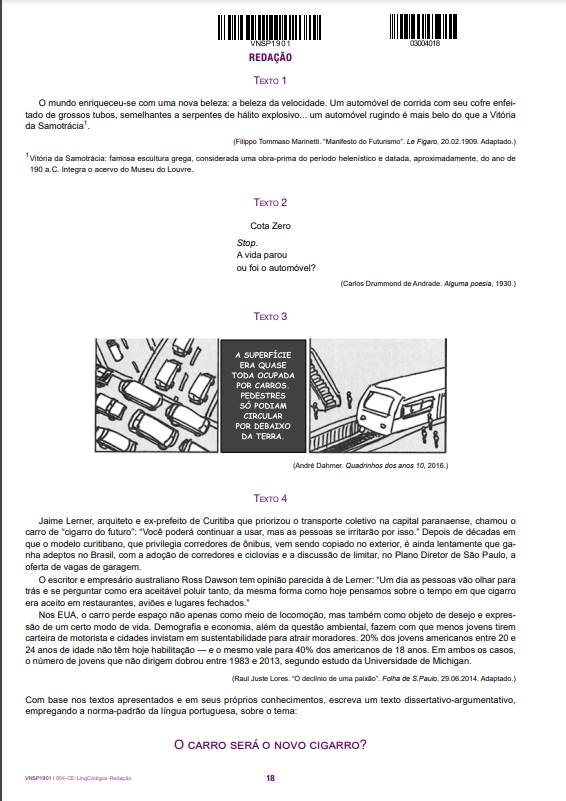 VNSP1901
03004018
REDAÇÃO
TEXTO 1
O mundo enriqueceu-se com uma nova beleza: a beleza da velocidade. Um automóvel de corrida com seu cofre enfei-
tado de grossos tubos, semelhantes a serpentes de hálito explosivo... um automóvel rugindo é mais belo do que a Vitória
da Samotrácia¹.
(Filippo Tommaso Marinetti. “Manifesto do Futurismo”. Le Figaro, 20.02.1909. Adaptado.)
¹Vitória da Samotrácia: famosa escultura grega, considerada uma obra-prima do período helenístico e datada, aproximadamente, do ano de
190 a.C. Integra o acervo do Museu do Louvre.
TEXTO 2
Cota Zero
Stop.
A vida parou
ou foi o automóvel?
(Carlos Drummond de Andrade. Alguma poesia, 1930.)
TEXTO 3
A SUPERFÍCIE
ERA QUASE
TODA OCUPADA
POR CARROS.
PEDESTRES
SÓ PODIAM
CIRCULAR
POR DEBAIXO
DA TERRA.
(André Dahmer. Quadrinhos dos anos 10, 2016.)
TEXTO 4
Jaime Lerner, arquiteto e ex-prefeito de Curitiba que priorizou o transporte coletivo na capital paranaense, chamou o
carro de “cigarro do futuro”: “Você poderá continuar a usar, mas as pessoas se irritarão por isso.” Depois de décadas em
que o modelo curitibano, que privilegia corredores de ônibus, vem sendo copiado no exterior, é ainda lentamente que ga-
nha adeptos no Brasil, com a adoção de corredores e ciclovias e a discussão de limitar, no Plano Diretor de São Paulo, a
oferta de vagas de garagem.
O escritor e empresário australiano Ross Dawson tem opinião parecida à de Lerner: “Um dia as pessoas vão olhar para
trás e se perguntar como era aceitável poluir tanto, da mesma forma como hoje pensamos sobre o tempo em que cigarro
era aceito em restaurantes, aviões e lugares fechados.”
Nos EUA, o carro perde espaço não apenas como meio de locomoção, mas também como objeto de desejo e expres-
são de um certo modo de vida. Demografia e economia, além da questão ambiental, fazem com que menos jovens tirem
carteira de motorista e cidades invistam em sustentabilidade para atrair moradores. 20% dos jovens americanos entre 20 e
24 anos de idade não têm hoje habilitação — e o mesmo vale para 40% dos americanos de 18 anos. Em ambos os casos,
o número de jovens que não dirigem dobrou entre 1983 e 2013, segundo estudo da Universidade de Michigan.
(Raul Juste Lores. “O declínio de uma paixão”. Folha de S.Paulo, 29.06.2014. Adaptado.)
Com base nos textos apresentados e em seus próprios conhecimentos, escreva um texto dissertativo-argumentativo,
empregando a norma-padrão da língua portuguesa, sobre o tema:
O CARRO SERÁ O NOVO CIGARRO?
VNSP1901 | 004-CE-LingCódigos-Redação
18